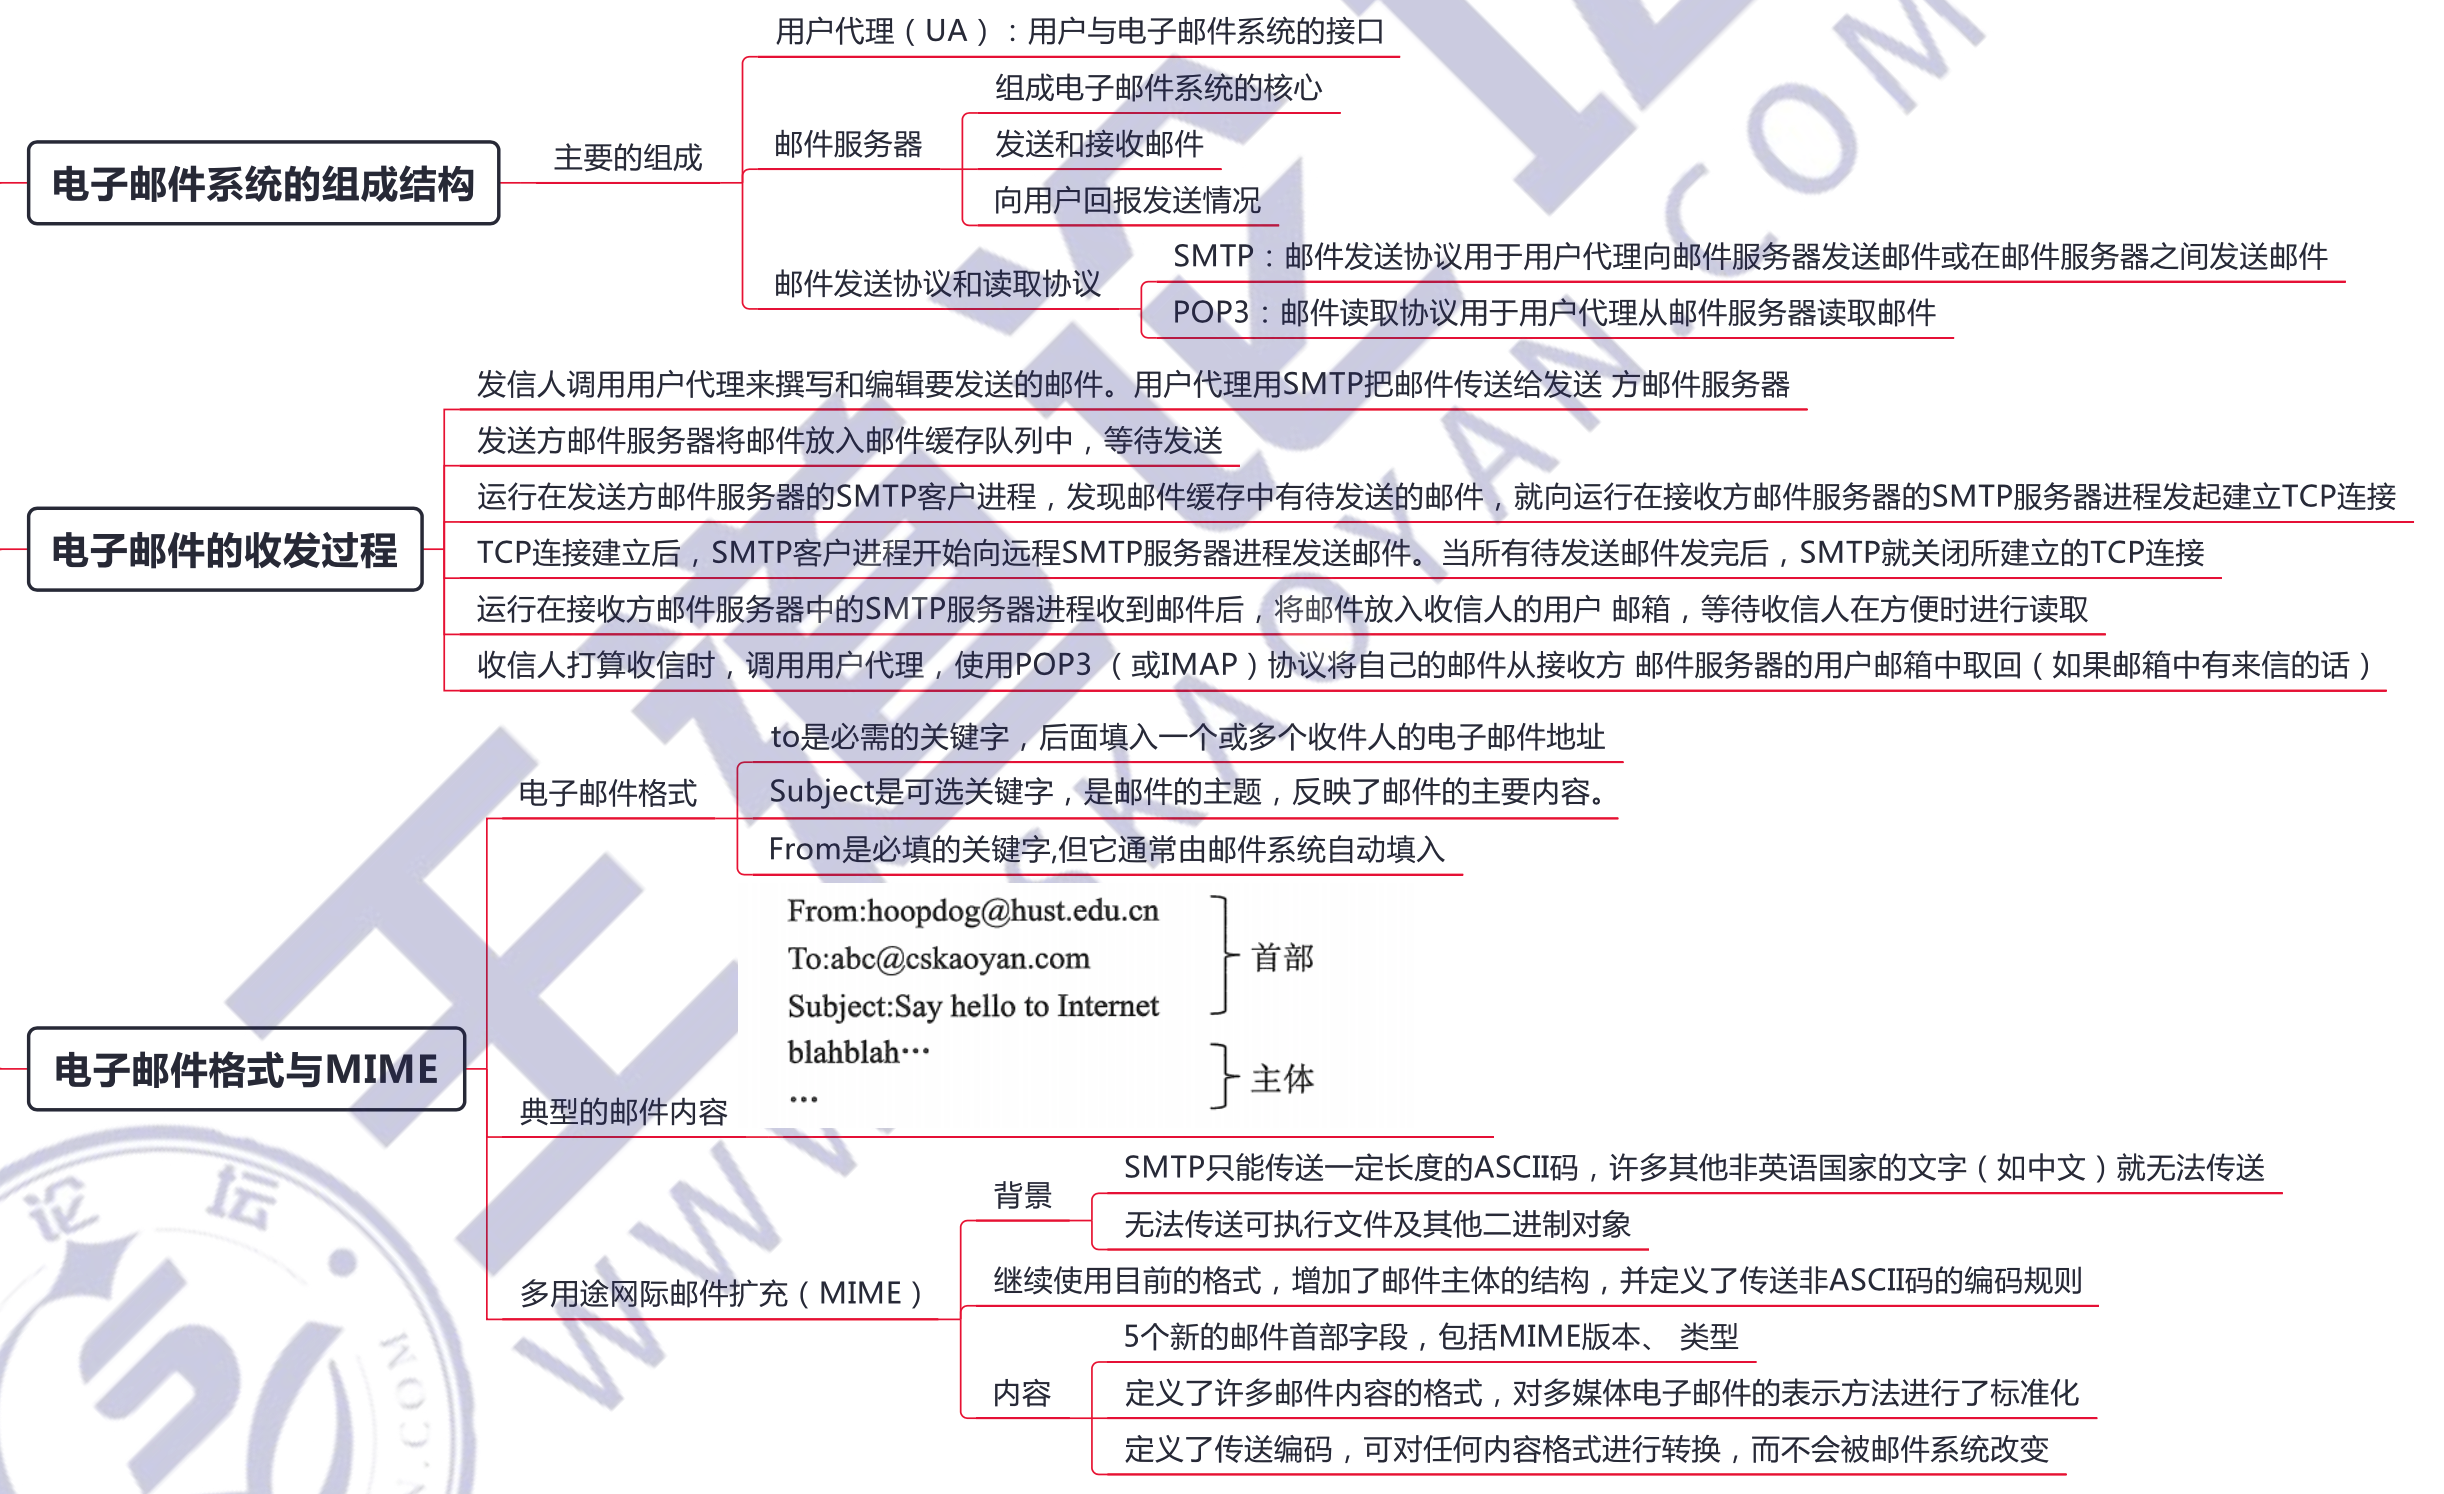 用户代理（UA）：用户与电子邮件系统的接口
组成电子邮件系统的核心
邮件服务器
发送和接收邮件
主要的组成
电子邮件系统的组成结构
向用户回报发送情况
SMTP：邮件发送协议用于用户代理向邮件服务器发送邮件或在邮件服务器之间发送邮件
邮件发送协议和读取协议
POP3：邮件读取协议用于用户代理从邮件服务器读取邮件
发信人调用用户代理来撰写和编辑要发送的邮件。用户代理用SMTP把邮件传送给发送 方邮件服务器
发送方邮件服务器将邮件放入邮件缓存队列中，等待发送
运行在发送方邮件服务器的SMTP客户进程，发现邮件缓存中有待发送的邮件，就向运行在接收方邮件服务器的SMTP服务器进程发起建立TCP连接
电子邮件的收发过程
TCP连接建立后，SMTP客户进程开始向远程SMTP服务器进程发送邮件。当所有待发送邮件发完后，SMTP就关闭所建立的TCP连接
运行在接收方邮件服务器中的SMTP服务器进程收到邮件后，将邮件放入收信人的用户 邮箱，等待收信人在方便时进行读取
收信人打算收信时，调用用户代理，使用POP3 （或IMAP）协议将自己的邮件从接收方 邮件服务器的用户邮箱中取回（如果邮箱中有来信的话）
to是必需的关键字，后面填入一个或多个收件人的电子邮件地址
电子邮件格式
Subject是可选关键字，是邮件的主题，反映了邮件的主要内容。
From是必填的关键字,但它通常由邮件系统自动填入
From:hoopdog@hust.edu.cn
To:abc@cskaoyan.com
首部
Subject:Say hello to Internet
blahblah…
主体
…
电子邮件格式与MIME
典型的邮件内容
SMTP只能传送一定长度的ASCII码，许多其他非英语国家的文字（如中文）就无法传送
背景
无法传送可执行文件及其他二进制对象
继续使用目前的格式，增加了邮件主体的结构，并定义了传送非ASCII码的编码规则
多用途网际邮件扩充（MIME）
5个新的邮件首部字段，包括MIME版本、 类型
内容
定义了许多邮件内容的格式，对多媒体电子邮件的表示方法进行了标准化
定义了传送编码，可对任何内容格式进行转换，而不会被邮件系统改变
王道论坛
WWW.CSKAOYAN.COM
论坛